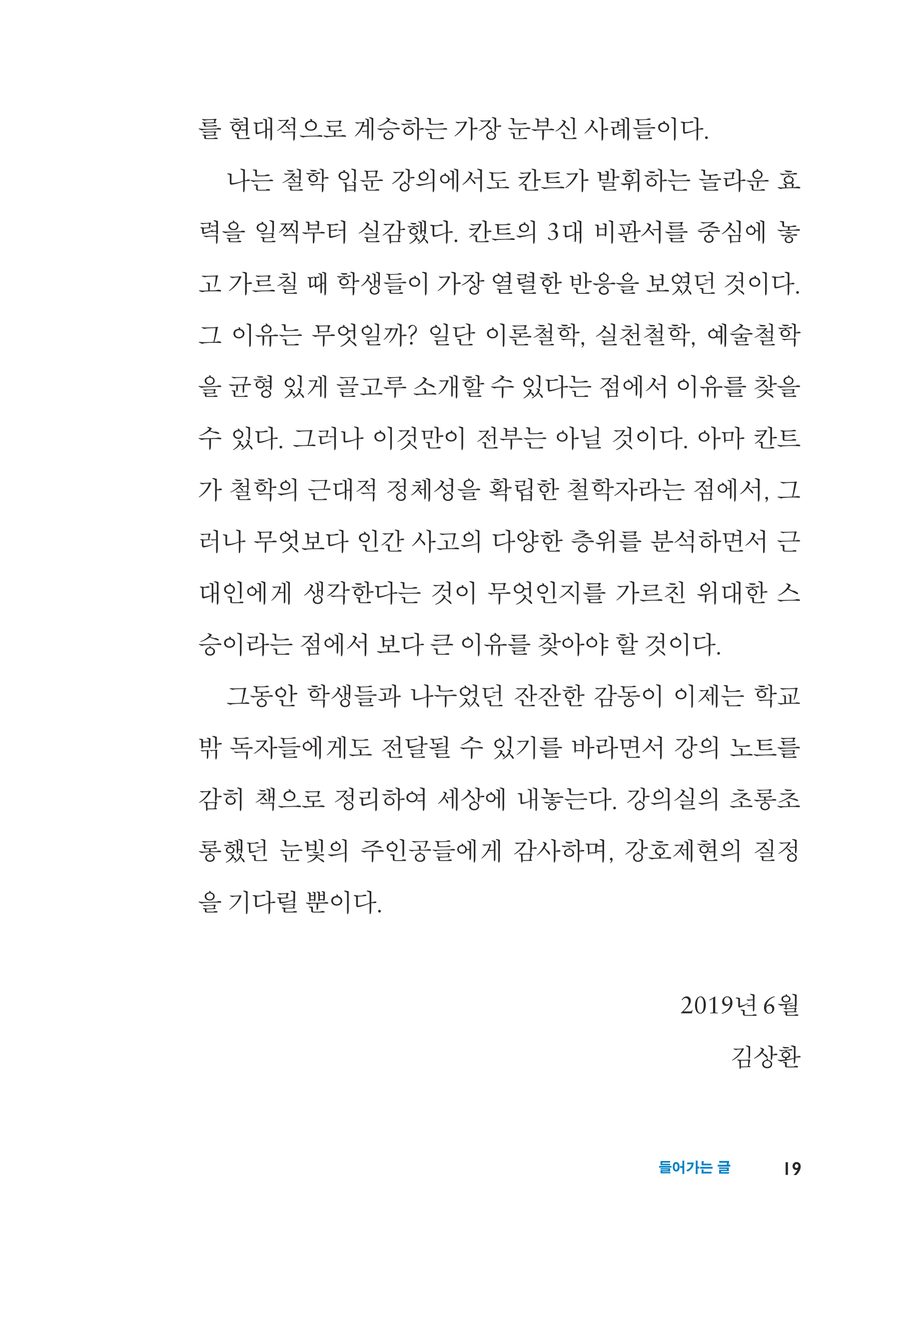 를 현대적으로 계승하는 가장 눈부신 사례들이다.
나는 철학 입문 강의에서도 칸트가 발휘하는 놀라운 효
력을 일찍부터 실감했다. 칸트의 3대 비판서를 중심에 놓
고 가르칠 때 학생들이 가장 열렬한 반응을 보였던 것이다.
그 이유는 무엇일까? 일단 이론철학, 실천철학, 예술철학
을 균형 있게 골고루 소개할 수 있다는 점에서 이유를 찾을
수 있다. 그러나 이것만이 전부는 아닐 것이다. 아마 칸트
가 철학의 근대적 정체성을 확립한 철학자라는 점에서, 그
러나 무엇보다 인간 사고의 다양한 층위를 분석하면서 근
대인에게 생각한다는 것이 무엇인지를 가르친 위대한 스
승이라는 점에서 보다 큰 이유를 찾아야 할 것이다.
그동안 학생들과 나누었던 잔잔한 감동이 이제는 학교
밖 독자들에게도 전달될 수 있기를 바라면서 강의 노트를
감히 책으로 정리하여 세상에 내놓는다. 강의실의 초롱초
롱했던 눈빛의 주인공들에게 감사하며, 강호제현의 질정
을 기다릴 뿐이다.
2019년 6월
김상환
들어가는 글 19